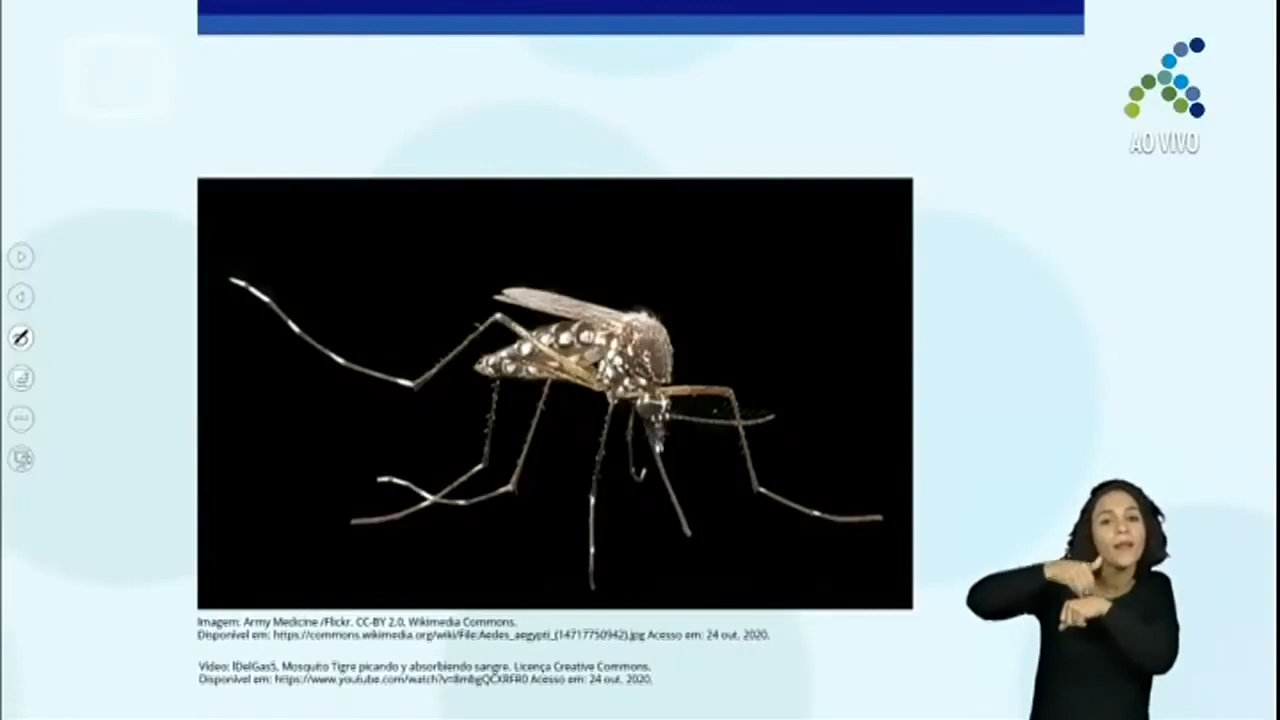 AO VIVO
Imagem: Army Medicine /Flickr. CC-BY 2.0. Wikimedia Commons.
Disponível em: https://commons.wikimedia.org/wiki/File:Aedes_aegypti_(14717750942).jpg Acesso em: 24 out. 2020.
Vídeo: IDelGas5. Mosquito Tigre picando y absorbiendo sangre. Licença Creative Commons.
Disponível em: Acesso em: 24 out. 2020.